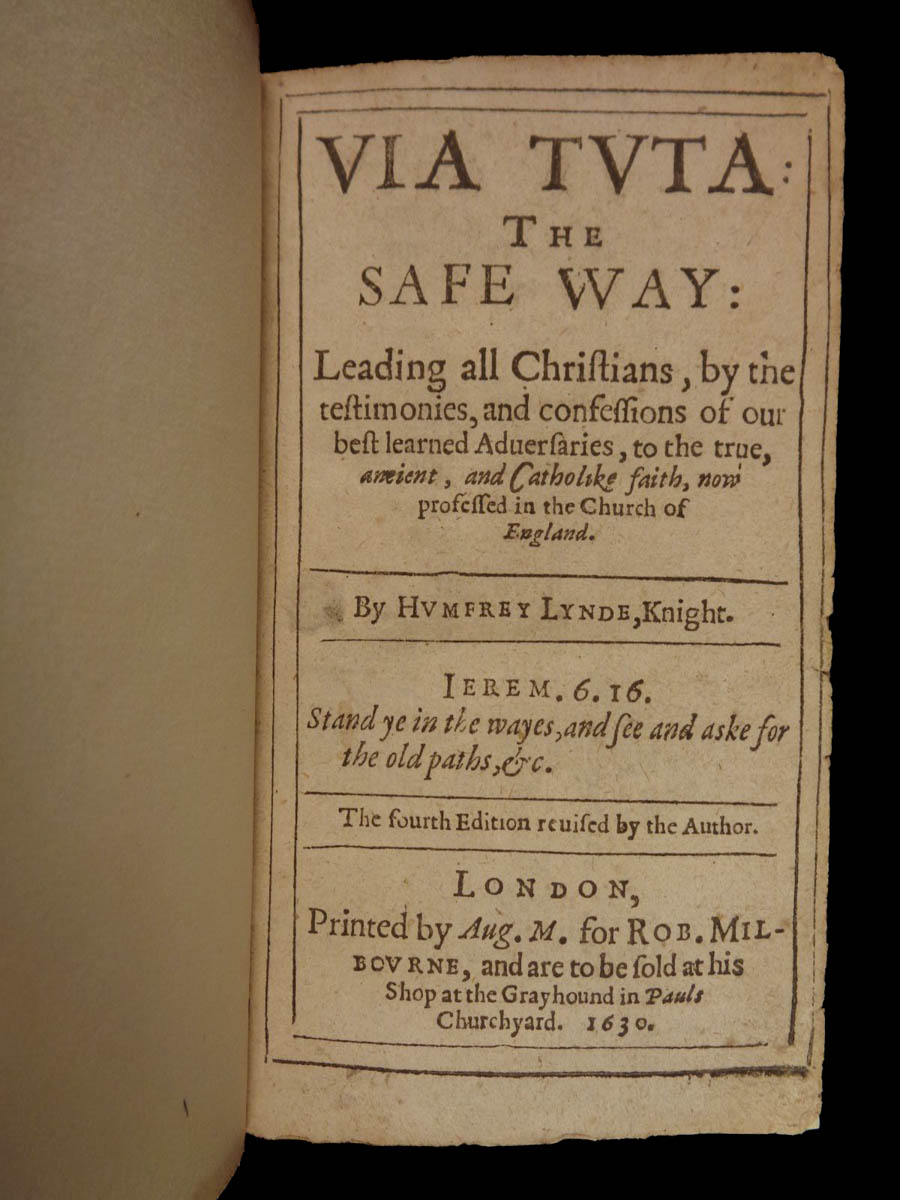 VIA TVTA:
THE
SAFE WAY:
Leading all Chriſtians, by the
teſtimonies, and confeſſions of our
beſt learned Aduerſaries, to the true,
ancient, and Catholike faith, now
profeſſed in the Church of
England.
By HVMFREY LYNDE, Knight.
IEREM. 6. 16.
Stand ye in the wayes, and ſee and aske for
the old paths, &c.
The fourth Edition reuiſed by the Author.
LONDON,
Printed by Aug. M. for ROB. MIL-
BOVRNE, and are to be ſold at his
Shop at the Grayhound in Pauls
Churchyard. 1630.